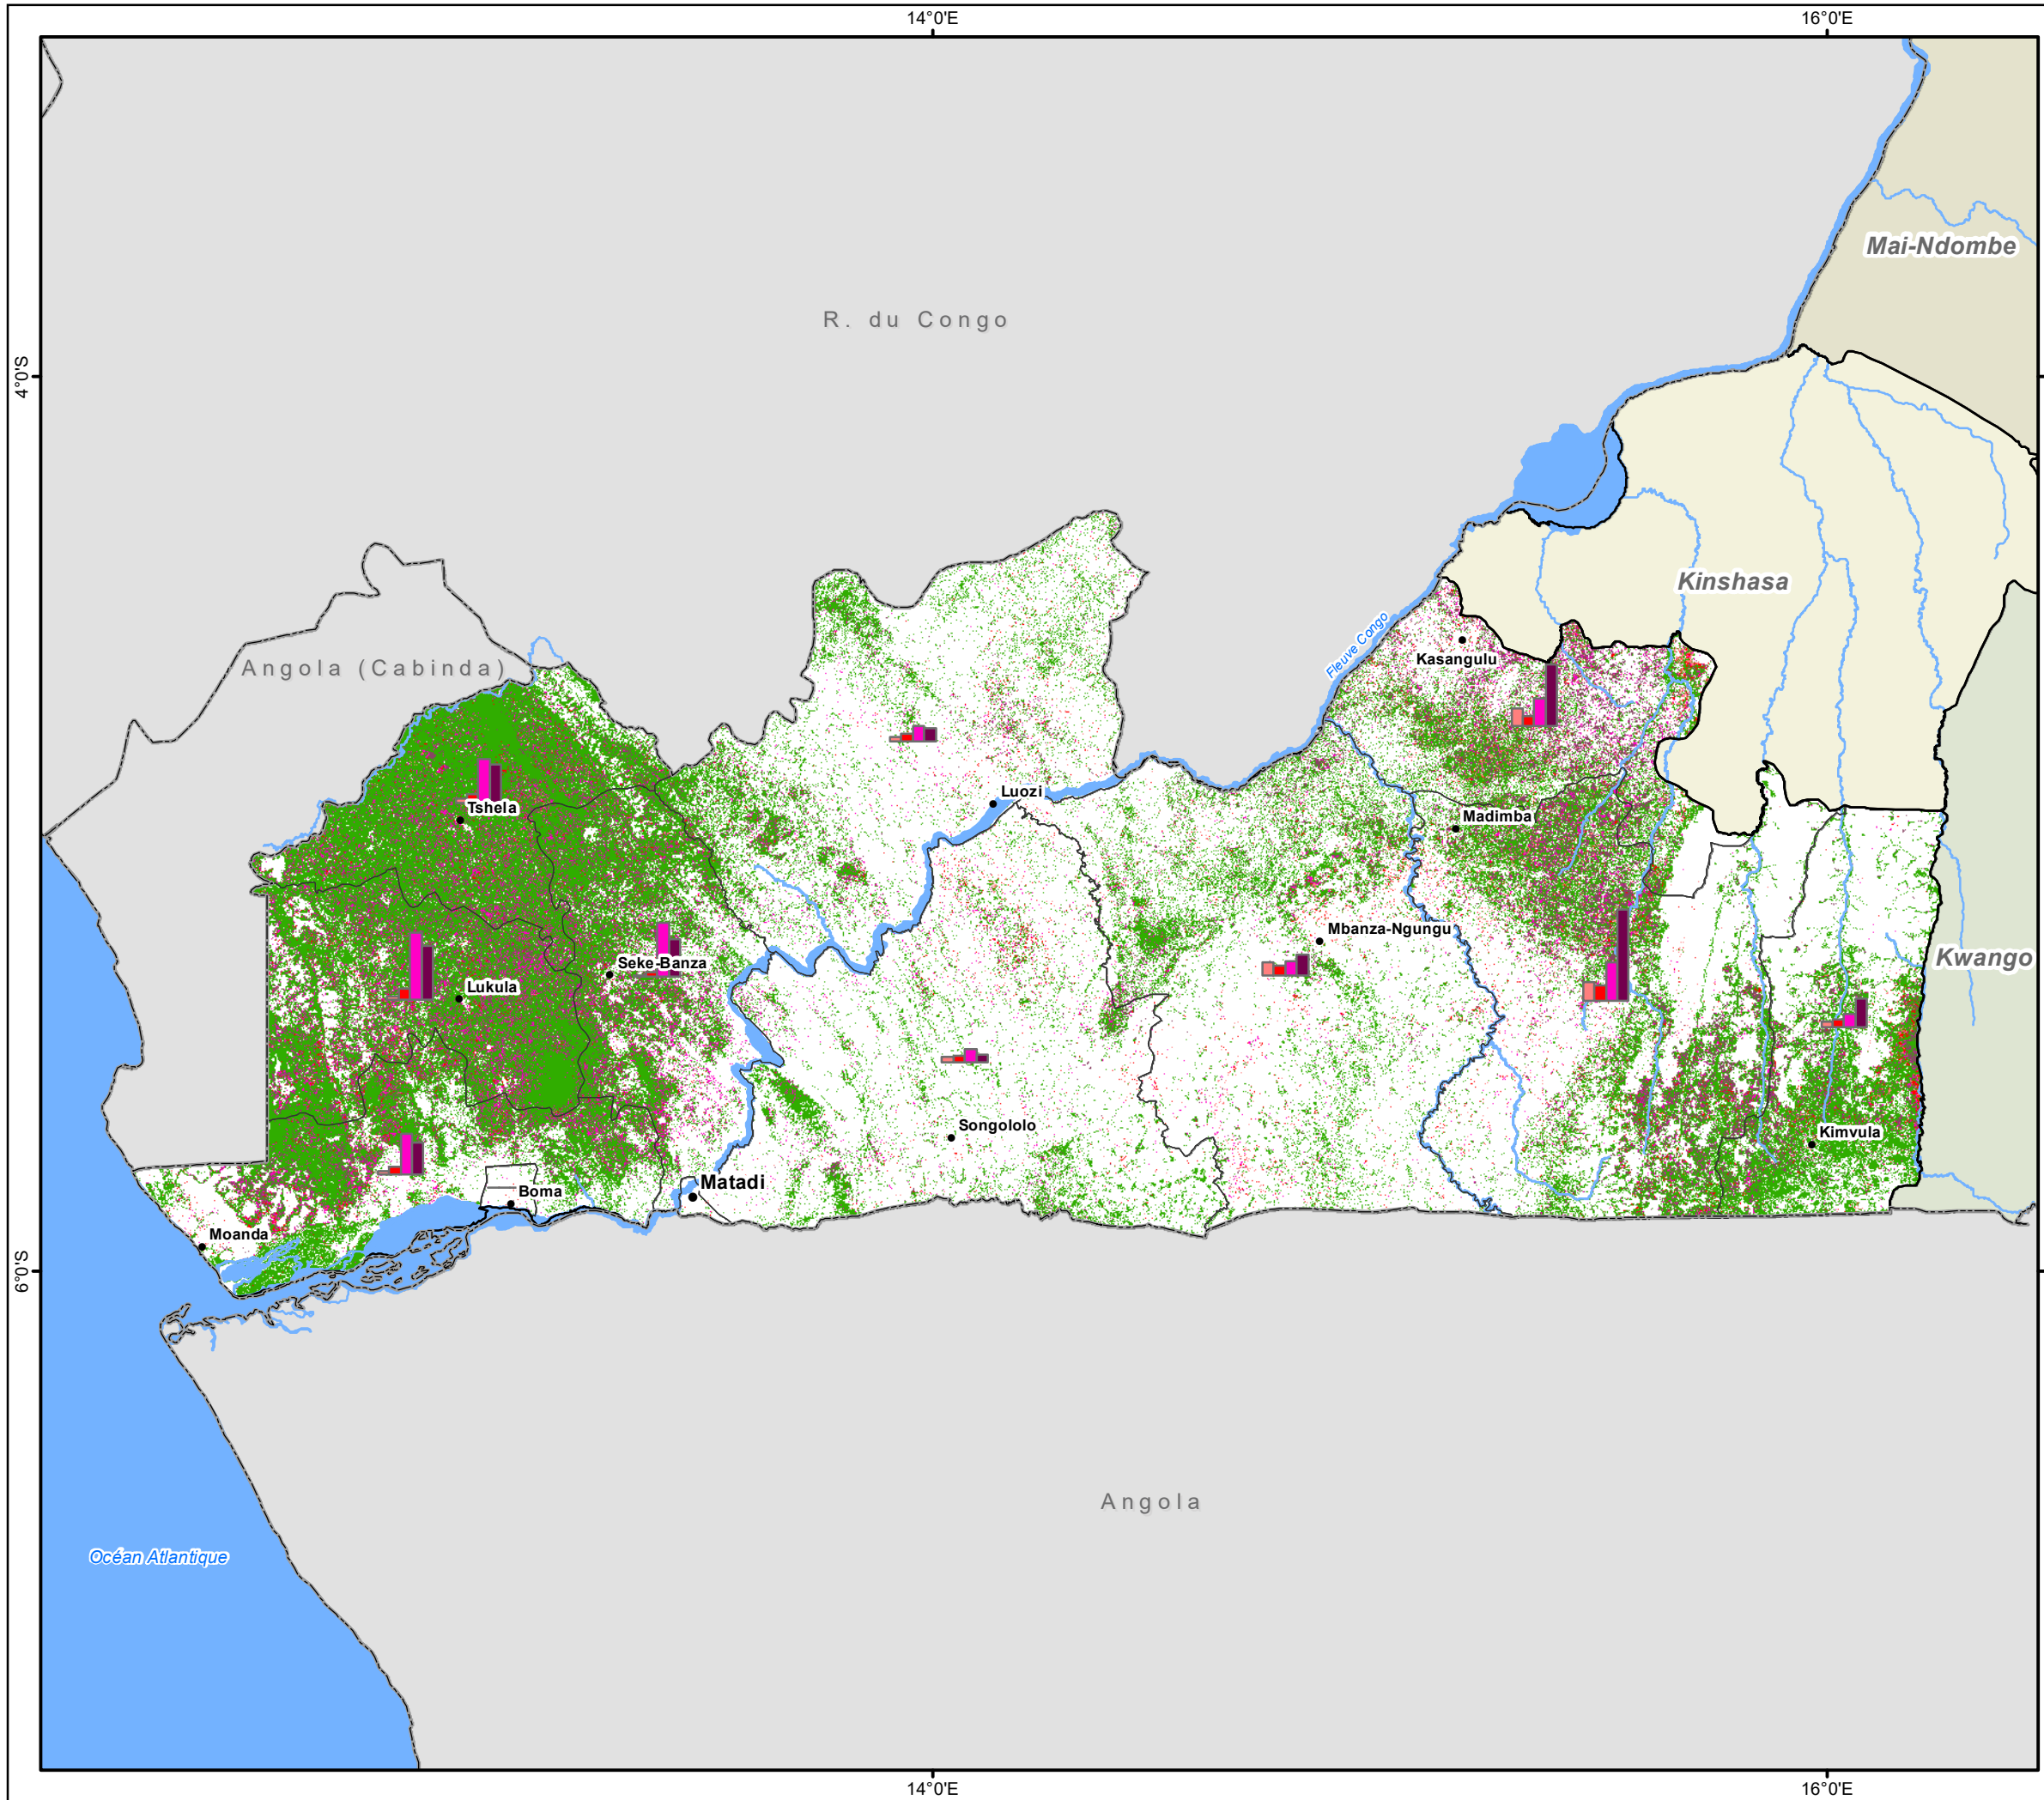 14°0'E
16°0'E
Mai-Ndombe
R. du Congo
4°0'S
Kinshasa
Fleuve Congo
Kasangulu
Angola (Cabinda)
Luozi
Tshela
Madimba
Mbanza-Ngungu
Kwango
Seke-Banza
Lukula
Songololo
Kimvula
Matadi
Boma
Moanda
6°0'S
Angola
Océan Atlantique
14°0'E
16°0'E